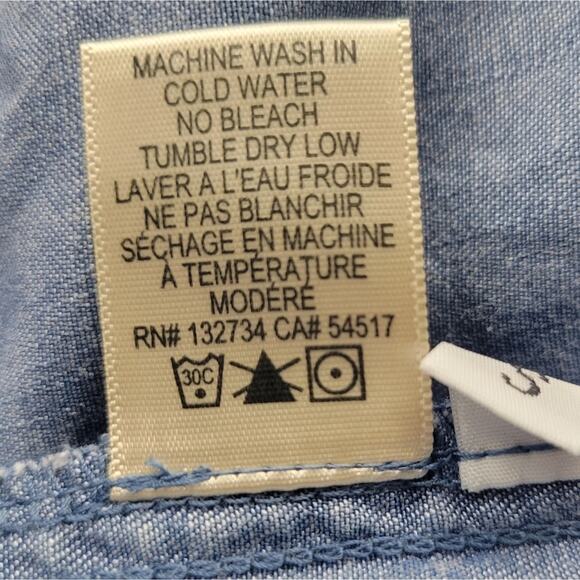 MACHINE WASH IN
COLD WATER
NO BLEACH
TUMBLE DRY LOW
LAVER A L'EAU FROIDE
NE PAS BLANCHIR
SÉCHAGE EN MACHINE
À TEMPÉRATURE
MODÉRÉ
RN# 132734 CA# 54517
30C